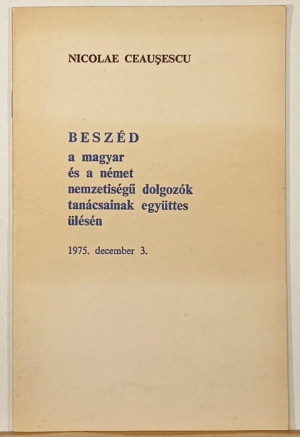 NICOLAE CEAUŞESCU
BESZÉD
a magyar
és a német
nemzetiségű dolgozók
tanácsainak együttes
ülésén
1975. december 3.